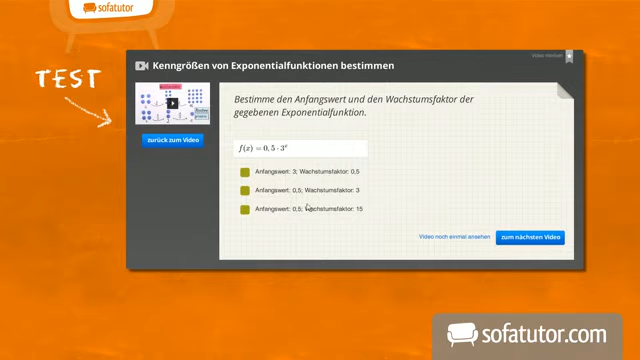 sofatutor
Video merken
Kenngrößen von Exponentialfunktionen bestimmen
TEST
Bestimme den Anfangswert und den Wachstumsfaktor der
gegebenen Exponentialfunktion.
zurück zum Video
f(x) = 0,5 · 3^x
Anfangswert: 3; Wachstumsfaktor: 0,5
Anfangswert: 0,5; Wachstumsfaktor: 3
Anfangswert: 0,5; Wachstumsfaktor: 15
Video noch einmal ansehen
zum nächsten Video
sofatutor.com